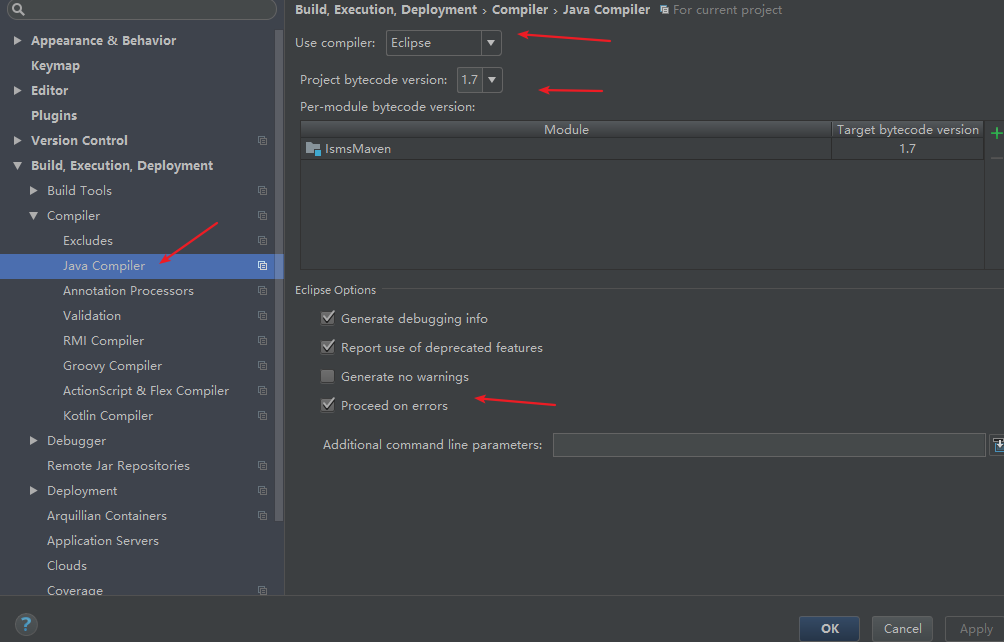 Build, Execution, Deployment › Compiler › Java Compiler For current project
Appearance & Behavior
Keymap
Editor
Plugins
Version Control
Build, Execution, Deployment
Build Tools
Compiler
Excludes
Java Compiler
Annotation Processors
Validation
RMI Compiler
Groovy Compiler
ActionScript & Flex Compiler
Kotlin Compiler
Debugger
Remote Jar Repositories
Deployment
Arquillian Containers
Application Servers
Clouds
Coverage
Use compiler: Eclipse
Project bytecode version: 1.7
Per-module bytecode version:
Module Target bytecode version
IsmsMaven 1.7
Eclipse Options
Generate debugging info
Report use of deprecated features
Generate no warnings
Proceed on errors
Additional command line parameters:
?
OK Cancel Apply